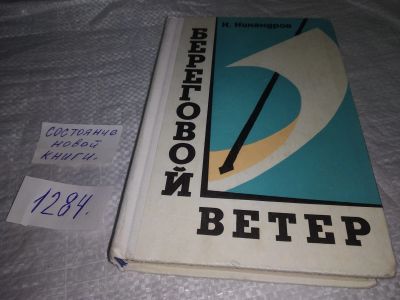 Н. Никандров
БЕРЕГОВОЙ
ВЕТЕР
состояние
новой
книги.
1284.